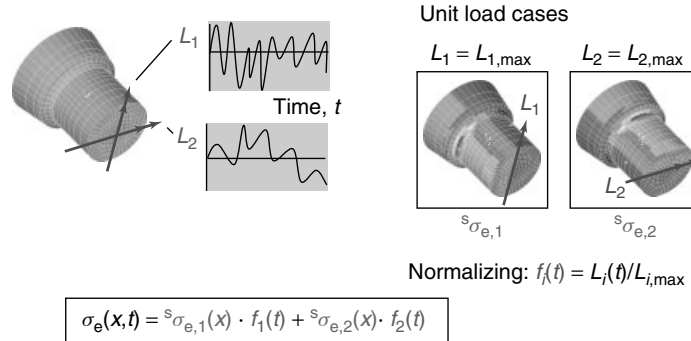 L₁
Time, t
L₂
Unit load cases
L₁ = L₁,max
L₂ = L₂,max
L₁
L₂
ˢσₑ,₁
ˢσₑ,₂
Normalizing: fᵢ(t) = Lᵢ(t)/Lᵢ,max
σₑ(x,t) = ˢσₑ,₁(x) · f₁(t) + ˢσₑ,₂(x) · f₂(t)